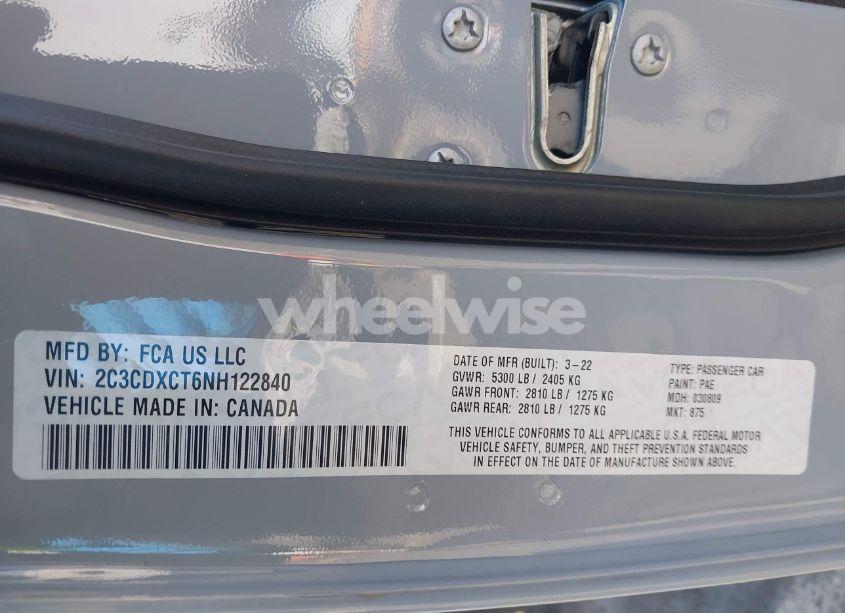 wheelwise
MFD BY: FCA US LLC
VIN: 2C3CDXCT6NH122840
VEHICLE MADE IN: CANADA
DATE OF MFR (BUILT): 3-22
GVWR: 5300 LB / 2405 KG
GAWR FRONT: 2810 LB / 1275 KG
GAWR REAR: 2810 LB / 1275 KG
TYPE: PASSENGER CAR
PAINT: PAE
MDH: 030809
MKT: 875
THIS VEHICLE CONFORMS TO ALL APPLICABLE U.S.A. FEDERAL MOTOR
VEHICLE SAFETY, BUMPER, AND THEFT PREVENTION STANDARDS
IN EFFECT ON THE DATE OF MANUFACTURE SHOWN ABOVE.